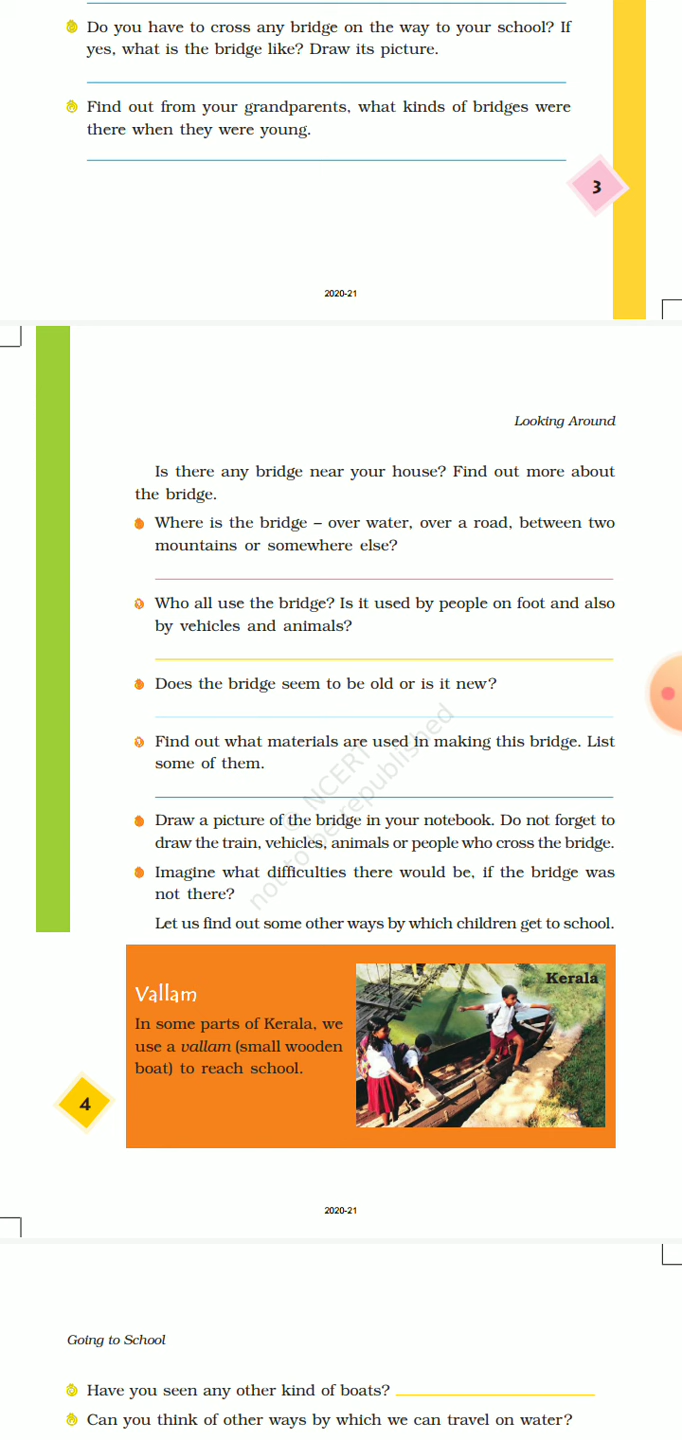 Do you have to cross any bridge on the way to your school? If
yes, what is the bridge like? Draw its picture.
Find out from your grandparents, what kinds of bridges were
there when they were young.
3
2020-21
Looking Around
Is there any bridge near your house? Find out more about
the bridge.
Where is the bridge – over water, over a road, between two
mountains or somewhere else?
Who all use the bridge? Is it used by people on foot and also
by vehicles and animals?
Does the bridge seem to be old or is it new?
Find out what materials are used in making this bridge. List
some of them.
© NCERT
not to be republished
Draw a picture of the bridge in your notebook. Do not forget to
draw the train, vehicles, animals or people who cross the bridge.
Imagine what difficulties there would be, if the bridge was
not there?
Let us find out some other ways by which children get to school.
Vallam
In some parts of Kerala, we
use a vallam (small wooden
boat) to reach school.
Kerala
4
2020-21
Going to School
Have you seen any other kind of boats?
Can you think of other ways by which we can travel on water?